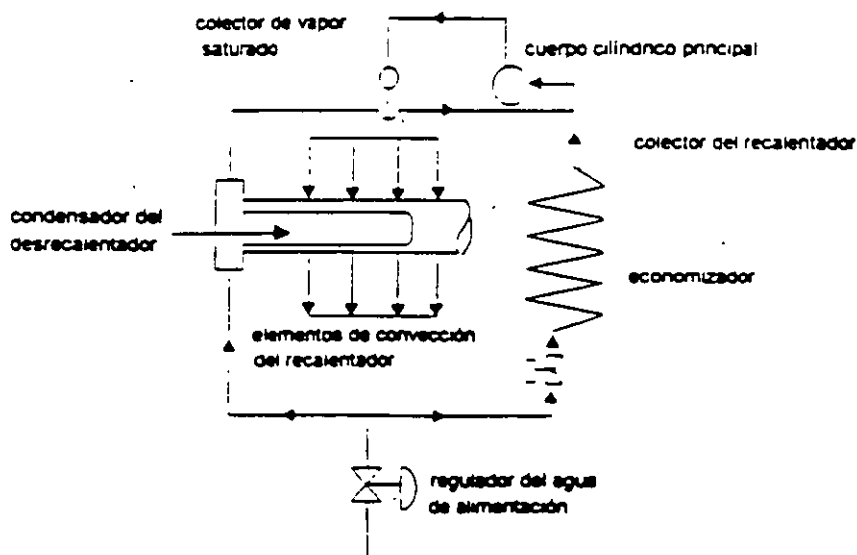 colector de vapor
saturado
cuerpo cilíndrico principal
colector del recalentador
condensador del
desrecalentador
economizador
elementos de convección
del recalentador
regulador del agua
de alimentación